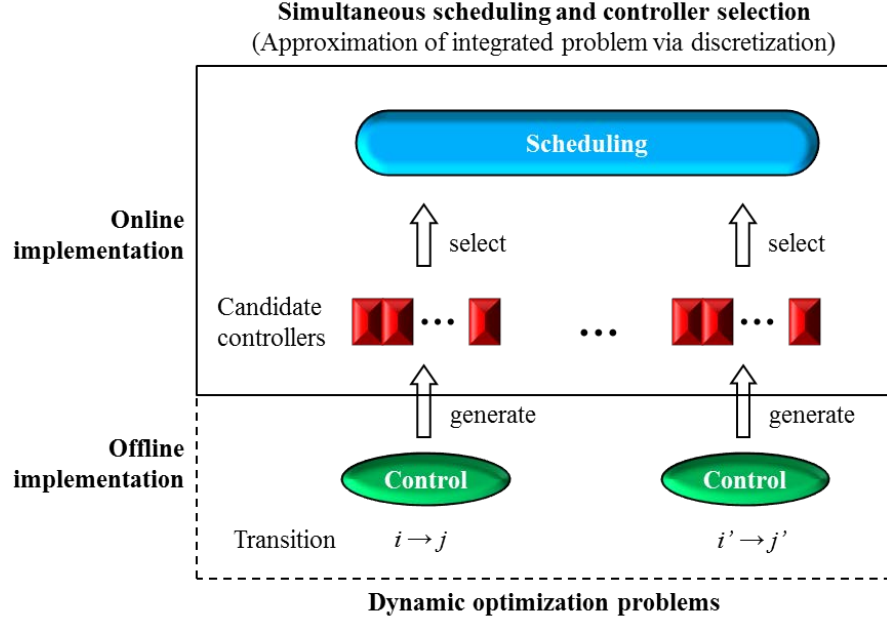 Simultaneous scheduling and controller selection
(Approximation of integrated problem via discretization)
Scheduling
Online
implementation
select
select
Candidate
controllers
...
...
...
generate
generate
Offline
implementation
Control
Control
Transition
i → j
i' → j'
Dynamic optimization problems